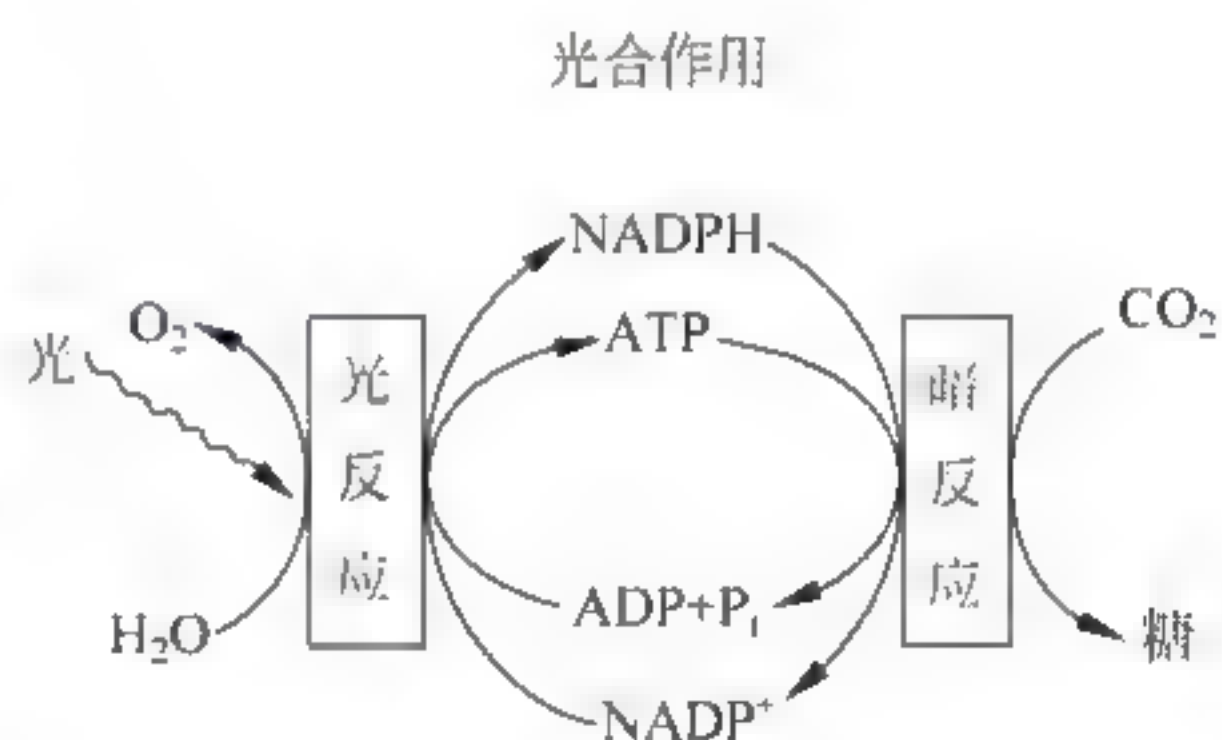 光合作用
NADPH
O₂
ATP
CO₂
光
光反应
暗反应
ADP+Pᵢ
H₂O
糖
NADP⁺